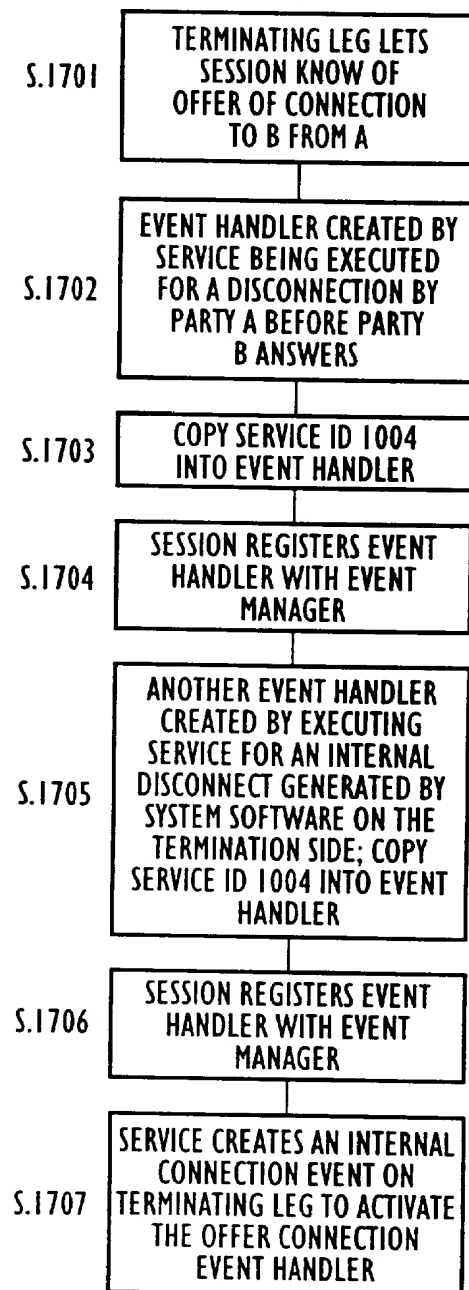 S.1701
TERMINATING LEG LETS
SESSION KNOW OF
OFFER OF CONNECTION
TO B FROM A
S.1702
EVENT HANDLER CREATED BY
SERVICE BEING EXECUTED
FOR A DISCONNECTION BY
PARTY A BEFORE PARTY
B ANSWERS
S.1703
COPY SERVICE ID 1004
INTO EVENT HANDLER
S.1704
SESSION REGISTERS EVENT
HANDLER WITH EVENT
MANAGER
S.1705
ANOTHER EVENT HANDLER
CREATED BY EXECUTING
SERVICE FOR AN INTERNAL
DISCONNECT GENERATED BY
SYSTEM SOFTWARE ON THE
TERMINATION SIDE; COPY
SERVICE ID 1004 INTO EVENT
HANDLER
S.1706
SESSION REGISTERS EVENT
HANDLER WITH EVENT
MANAGER
S.1707
SERVICE CREATES AN INTERNAL
CONNECTION EVENT ON
TERMINATING LEG TO ACTIVATE
THE OFFER CONNECTION
EVENT HANDLER